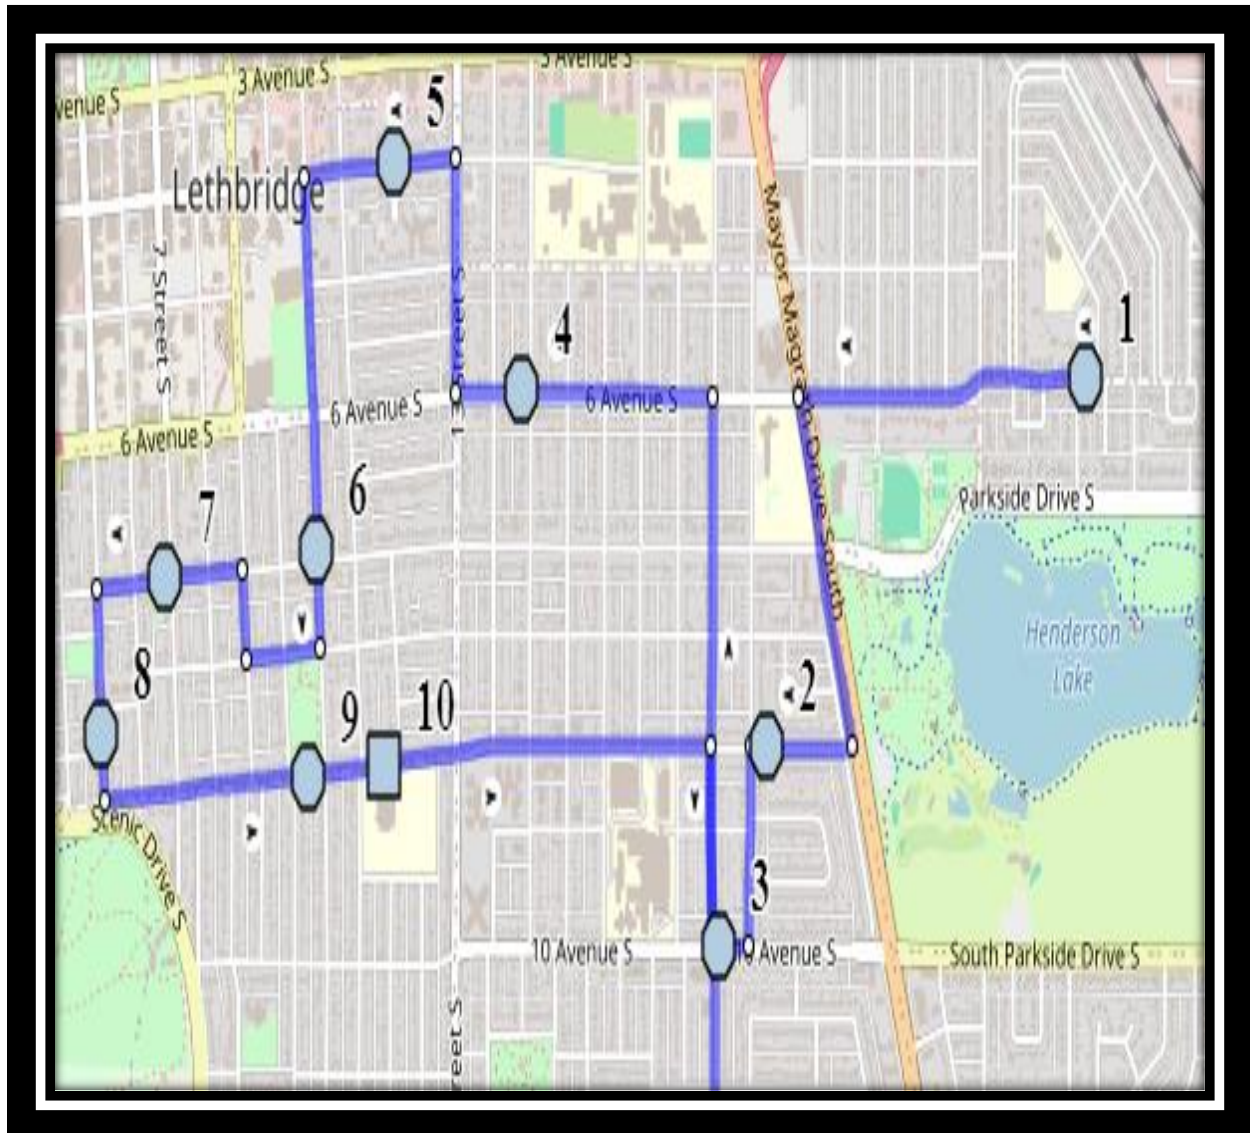 3 Avenue S
3 Avenue S
venue S
5
Lethbridge
7 Street S
Mayor Magrath Drive South
4
1
13 Street S
6 Avenue S
6 Avenue S
6 Avenue S
6
7
Parkside Drive S
Henderson
Lake
8
9
10
2
Scenic Drive S
3
10 Avenue S
10 Avenue S
South Parkside Drive S
reet S